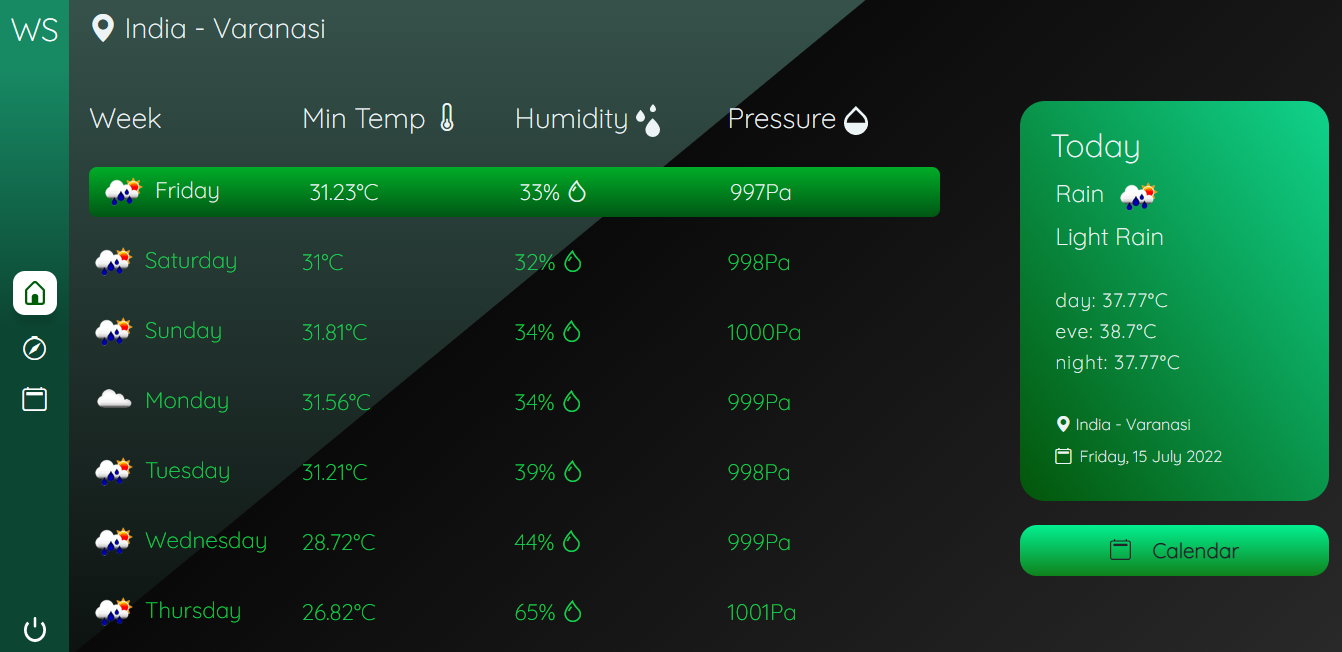 WS
India - Varanasi
Week Min Temp Humidity Pressure
Friday 31.23°C 33% 997Pa
Saturday 31°C 32% 998Pa
Sunday 31.81°C 34% 1000Pa
Monday 31.56°C 34% 999Pa
Tuesday 31.21°C 39% 998Pa
Wednesday 28.72°C 44% 999Pa
Thursday 26.82°C 65% 1001Pa
Today
Rain
Light Rain
day: 37.77°C
eve: 38.7°C
night: 37.77°C
India - Varanasi
Friday, 15 July 2022
Calendar